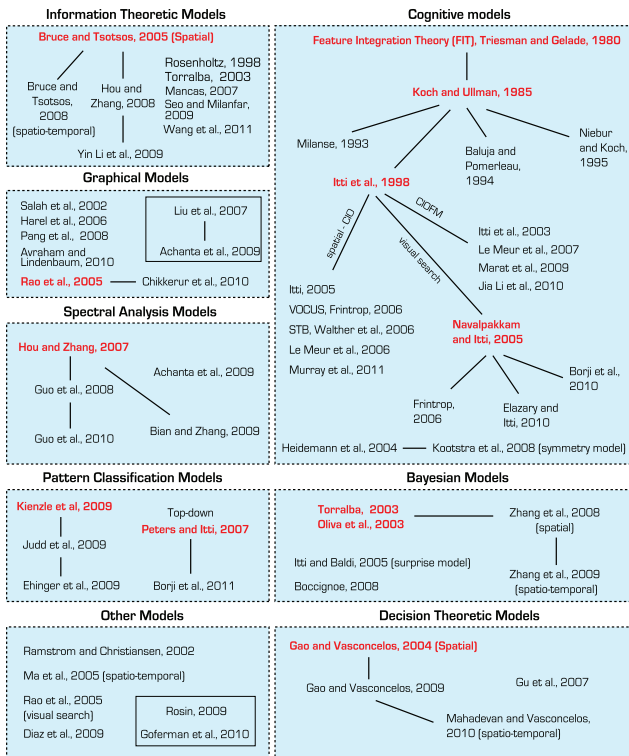 Information Theoretic Models
Bruce and Tsotsos, 2005 (Spatial)
Bruce and
Tsotsos,
2008
(spatio-temporal)
Hou and
Zhang, 2008
Rosenholtz, 1998
Torralba, 2003
Mancas, 2007
Seo and Milanfar,
2009
Wang et al., 2011
Yin Li et al., 2009
Graphical Models
Salah et al., 2002
Harel et al., 2006
Pang et al., 2008
Avraham and
Lindenbaum, 2010
Liu et al., 2007
Achanta et al., 2009
Rao et al., 2005
Chikkerur et al., 2010
Spectral Analysis Models
Hou and Zhang, 2007
Achanta et al., 2009
Guo et al., 2008
Guo et al., 2010
Bian and Zhang, 2009
Cognitive models
Feature Integration Theory (FIT), Triesman and Gelade, 1980
Koch and Ullman, 1985
Milanse, 1993
Baluja and
Pomerleau,
1994
Niebur
and Koch,
1995
Itti et al., 1998
spatial - CIO
visual search
CIOFM
Itti et al., 2003
Le Meur et al., 2007
Marat et al., 2009
Jia Li et al., 2010
Itti, 2005
VOCUS, Frintrop, 2006
STB, Walther et al., 2006
Le Meur et al., 2006
Murray et al., 2011
Navalpakkam
and Itti, 2005
Frintrop,
2006
Elazary and
Itti, 2010
Borji et al.,
2010
Heidemann et al., 2004
Kootstra et al., 2008 (symmetry model)
Pattern Classification Models
Kienzle et al, 2009
Judd et al., 2009
Ehinger et al., 2009
Top-down
Peters and Itti, 2007
Borji et al., 2011
Bayesian Models
Torralba, 2003
Oliva et al., 2003
Zhang et al., 2008
(spatial)
Itti and Baldi, 2005 (surprise model)
Boccignoe, 2008
Zhang et al., 2009
(spatio-temporal)
Other Models
Ramstrom and Christiansen, 2002
Ma et al., 2005 (spatio-temporal)
Rao et al., 2005
(visual search)
Diaz et al., 2009
Rosin, 2009
Goferman et al., 2010
Decision Theoretic Models
Gao and Vasconcelos, 2004 (Spatial)
Gao and Vasconcelos, 2009
Gu et al., 2007
Mahadevan and Vasconcelos,
2010 (spatio-temporal)